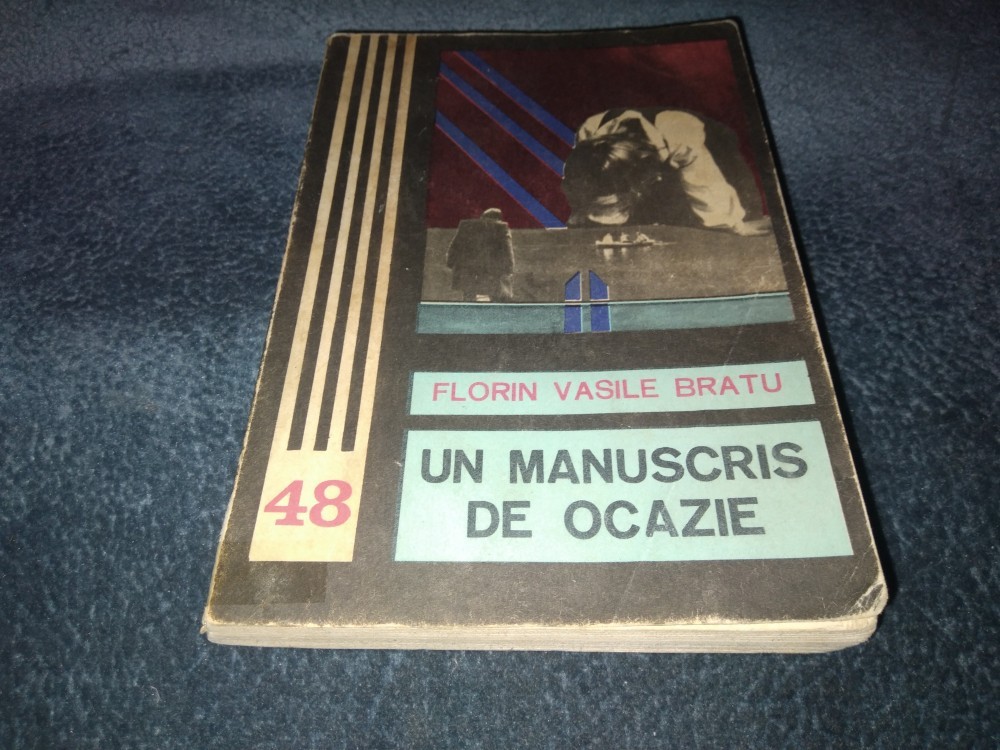 FLORIN VASILE BRATU
UN MANUSCRIS
DE OCAZIE
48